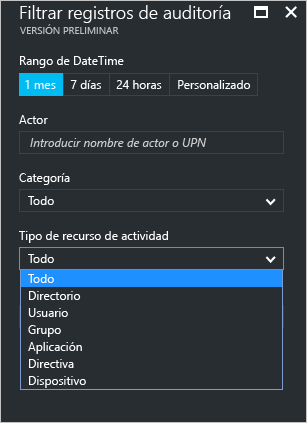 Filtrar registros de auditoría
VERSIÓN PRELIMINAR
Rango de DateTime
1 mes 7 días 24 horas Personalizado
Actor
Introducir nombre de actor o UPN
Categoría
Todo
Tipo de recurso de actividad
Todo
Todo
Directorio
Usuario
Grupo
Aplicación
Directiva
Dispositivo